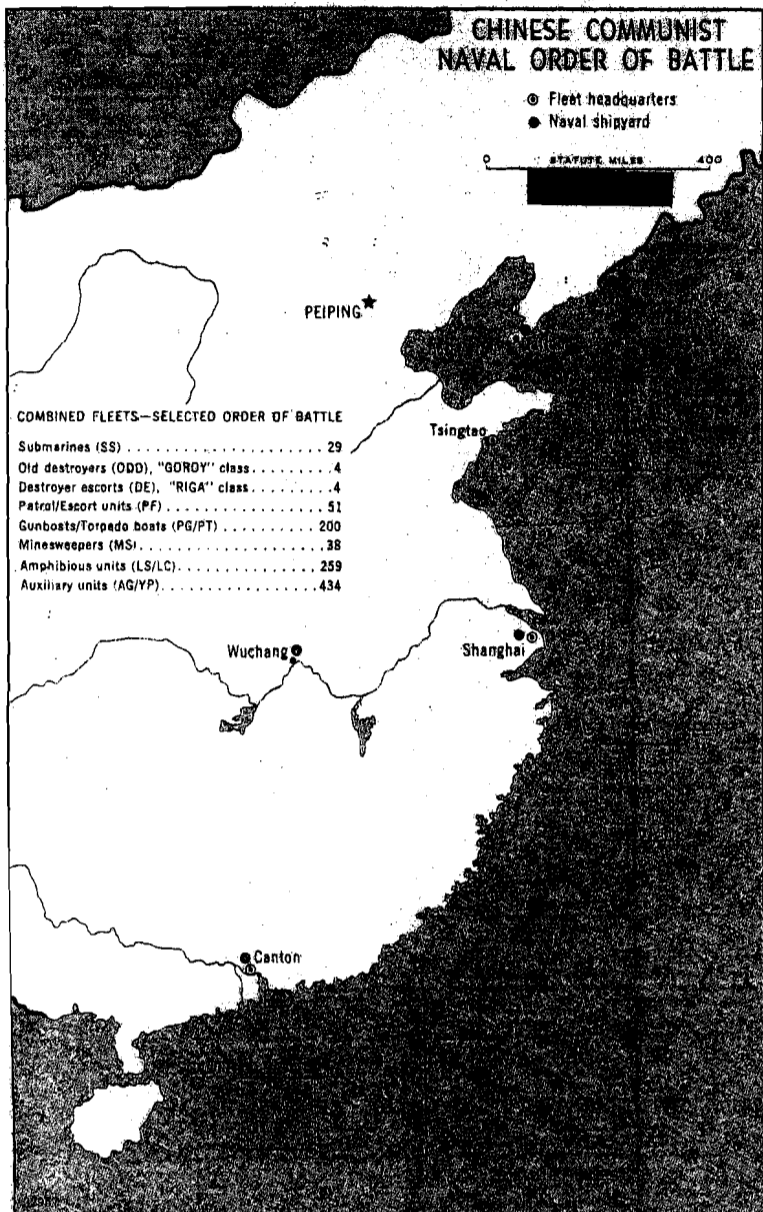 CHINESE COMMUNIST
NAVAL ORDER OF BATTLE
Fleet headquarters
Naval shipyard
0 STATUTE MILES 400
PEIPING
COMBINED FLEETS—SELECTED ORDER OF BATTLE
Submarines (SS) . . . . . . . . . . . . . . . . . . . . . . . 29
Old destroyers (ODD), "GORDY" class . . . . . . . . 4
Destroyer escorts (DE), "RIGA" class . . . . . . . . 4
Patrol/Escort units (PF) . . . . . . . . . . . . . . . . 51
Gunboats/Torpedo boats (PG/PT) . . . . . . . . . . 200
Minesweepers (MS) . . . . . . . . . . . . . . . . . . . . 38
Amphibious units (LS/LC) . . . . . . . . . . . . . . . 259
Auxiliary units (AG/YP) . . . . . . . . . . . . . . . . 434
Tsingtao
Wuchang
Shanghai
Canton